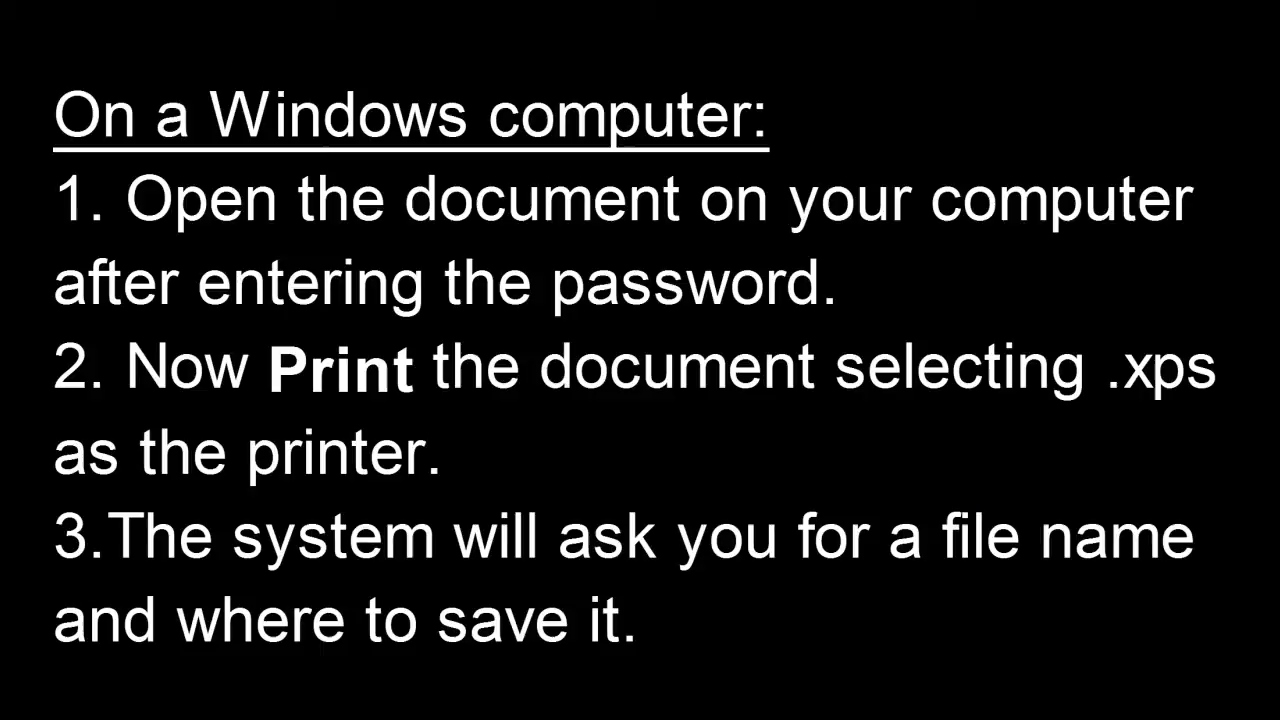 On a Windows computer:
1. Open the document on your computer
after entering the password.
2. Now Print the document selecting .xps
as the printer.
3.The system will ask you for a file name
and where to save it.